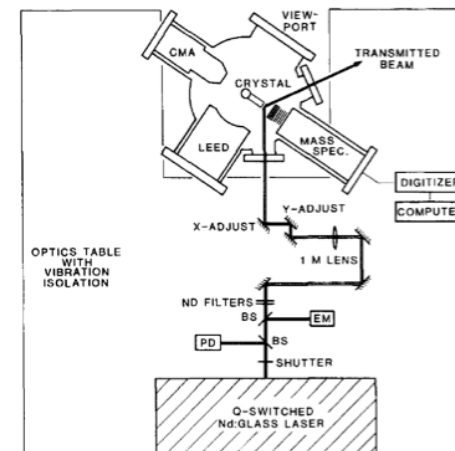 VIEW-
PORT
CMA
TRANSMITTED
BEAM
CRYSTAL
LEED
MASS
SPEC.
DIGITIZER
COMPUTE
Y-ADJUST
X-ADJUST
1 M LENS
OPTICS TABLE
WITH
VIBRATION
ISOLATION
ND FILTERS
BS
EM
PD
BS
SHUTTER
Q-SWITCHED
Nd:GLASS LASER